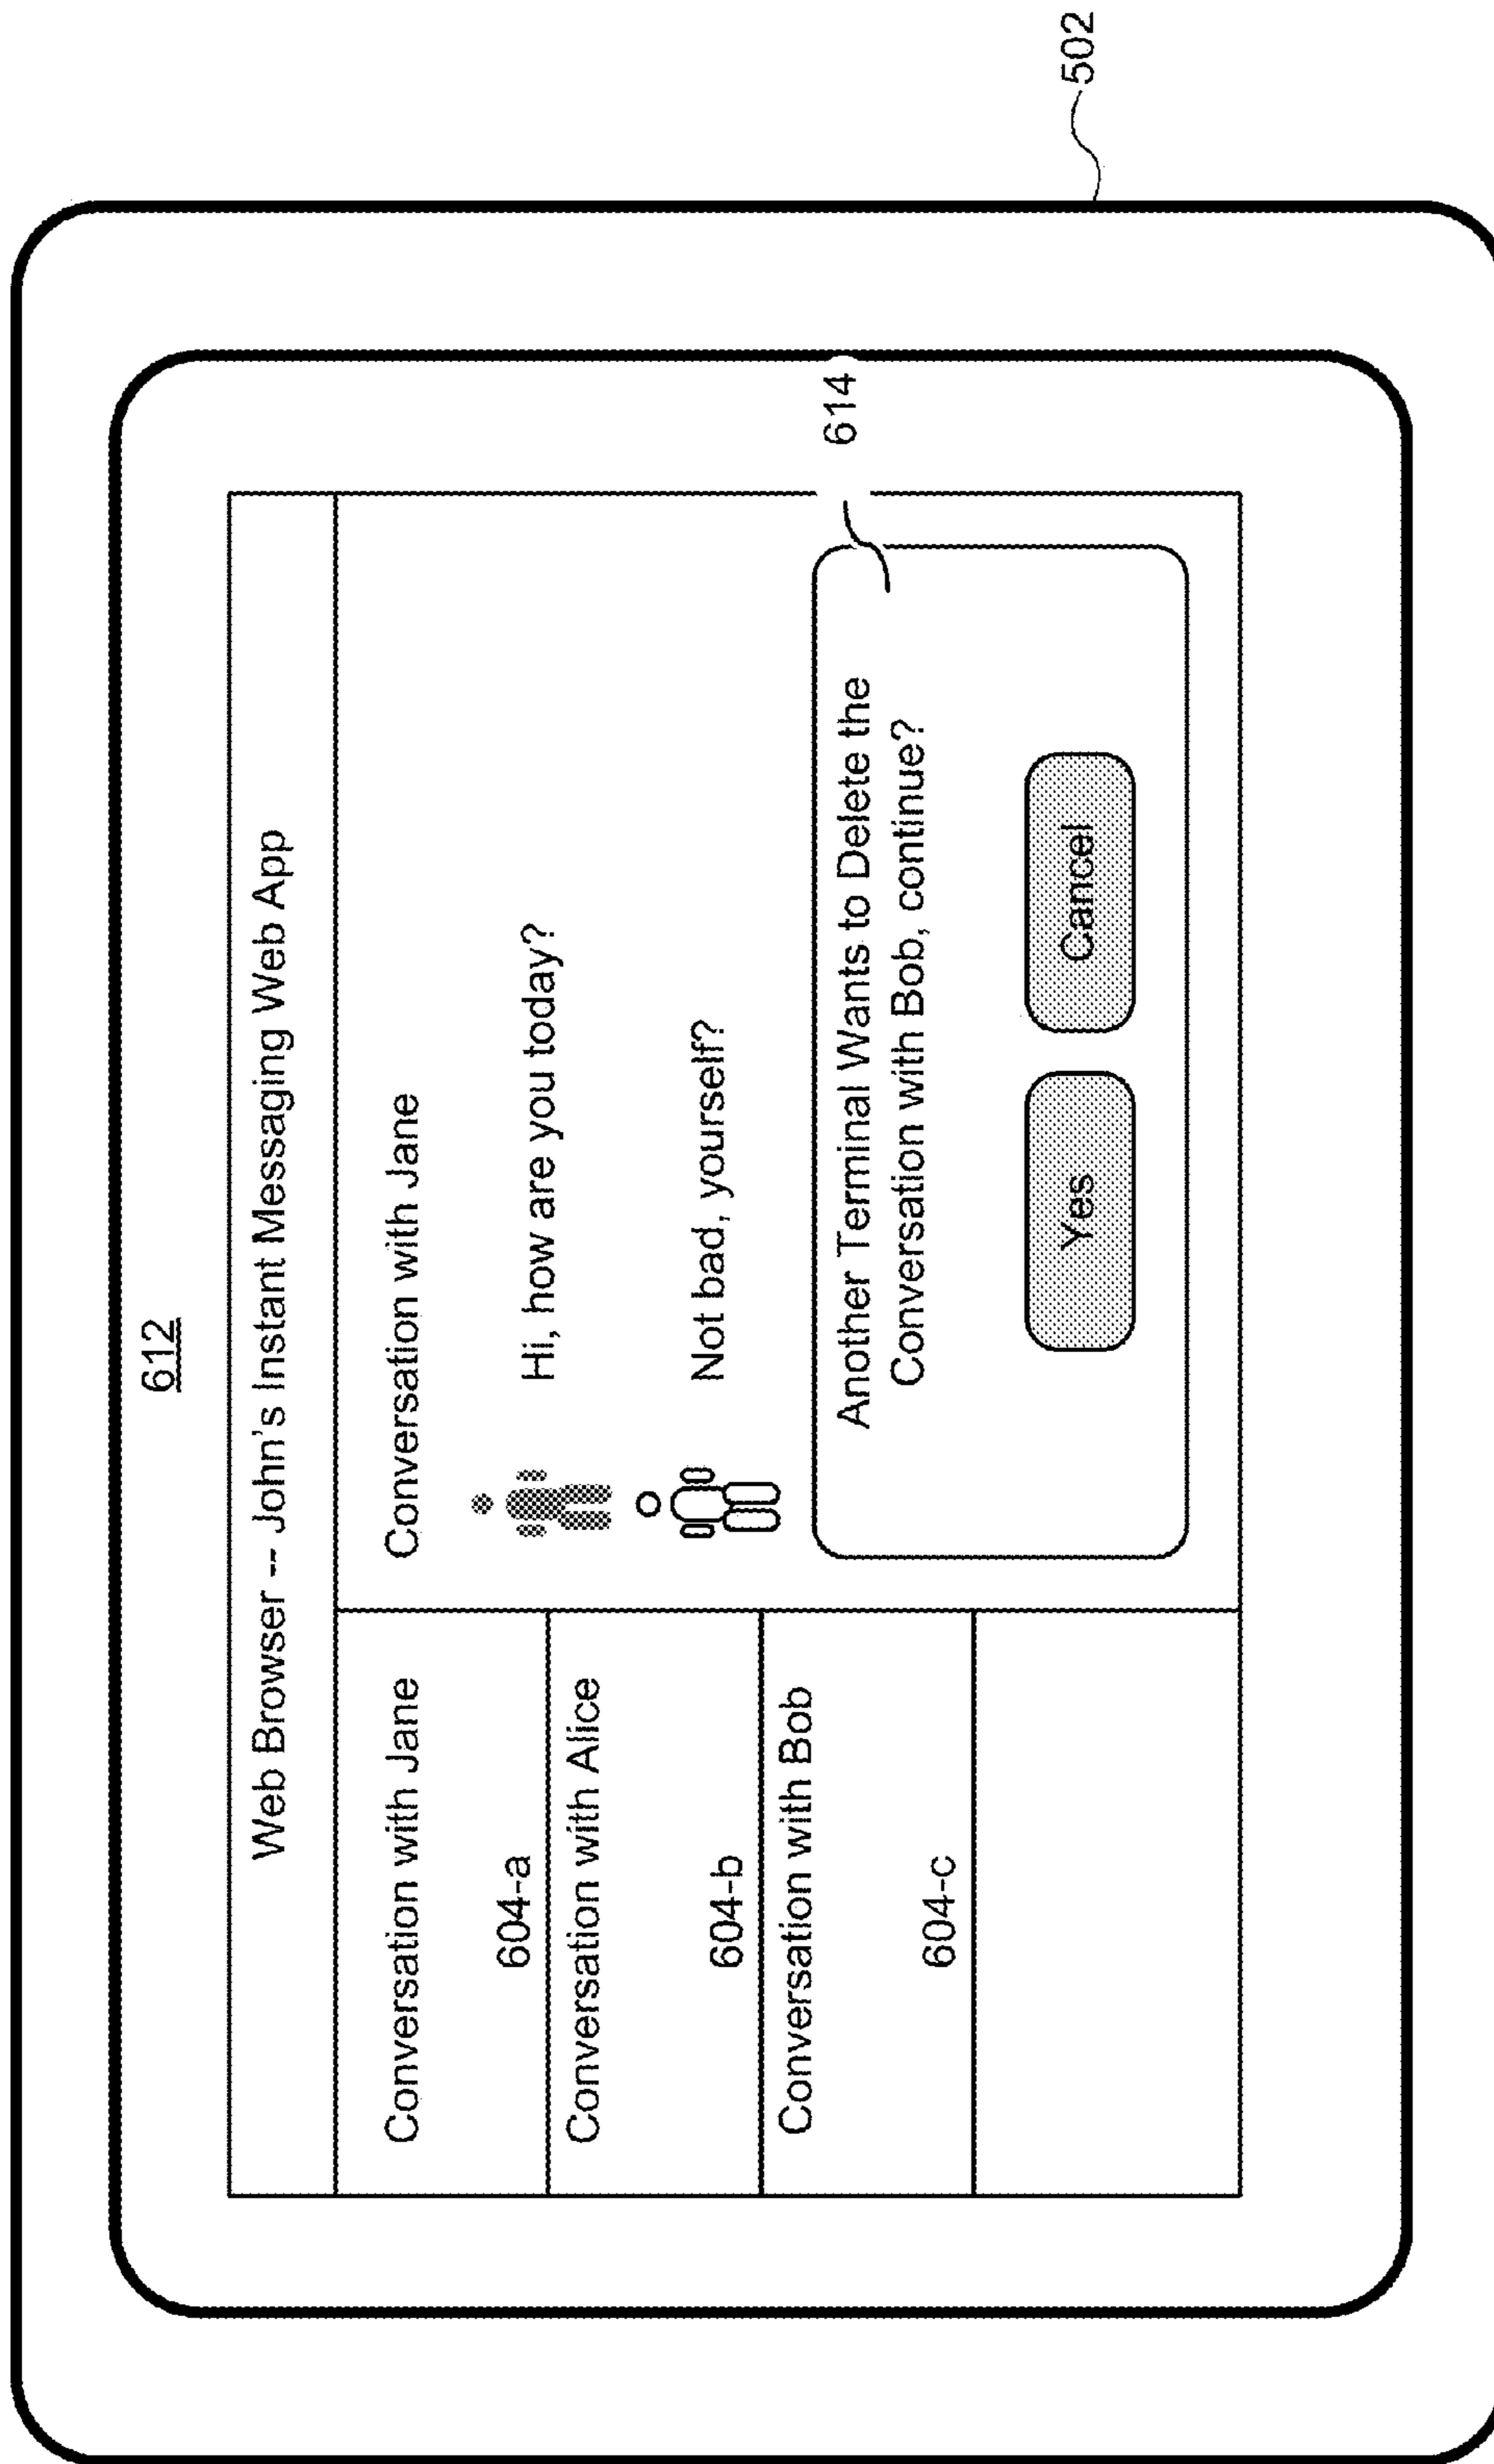 612
Web Browser -- John's Instant Messaging Web App
Conversation with Jane
604-a
Conversation with Alice
604-b
Conversation with Bob
604-c
Conversation with Jane
Hi, how are you today?
Not bad, yourself?
614
Another Terminal Wants to Delete the
Conversation with Bob, continue?
Yes
Cancel
502